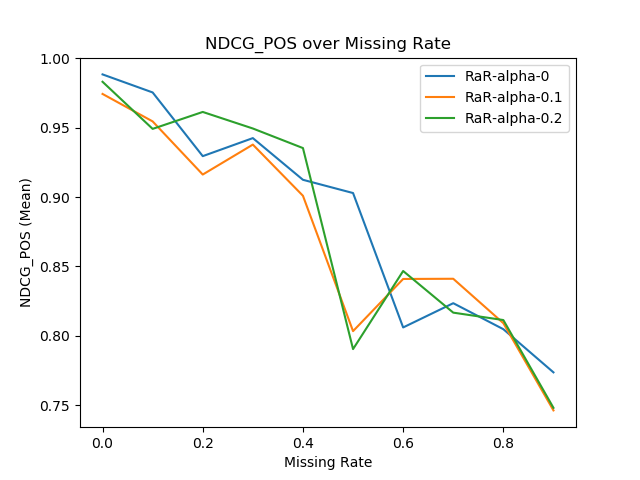 NDCG_POS over Missing Rate
RaR-alpha-0
RaR-alpha-0.1
RaR-alpha-0.2
NDCG_POS (Mean)
1.00
0.95
0.90
0.85
0.80
0.75
0.0 0.2 0.4 0.6 0.8
Missing Rate